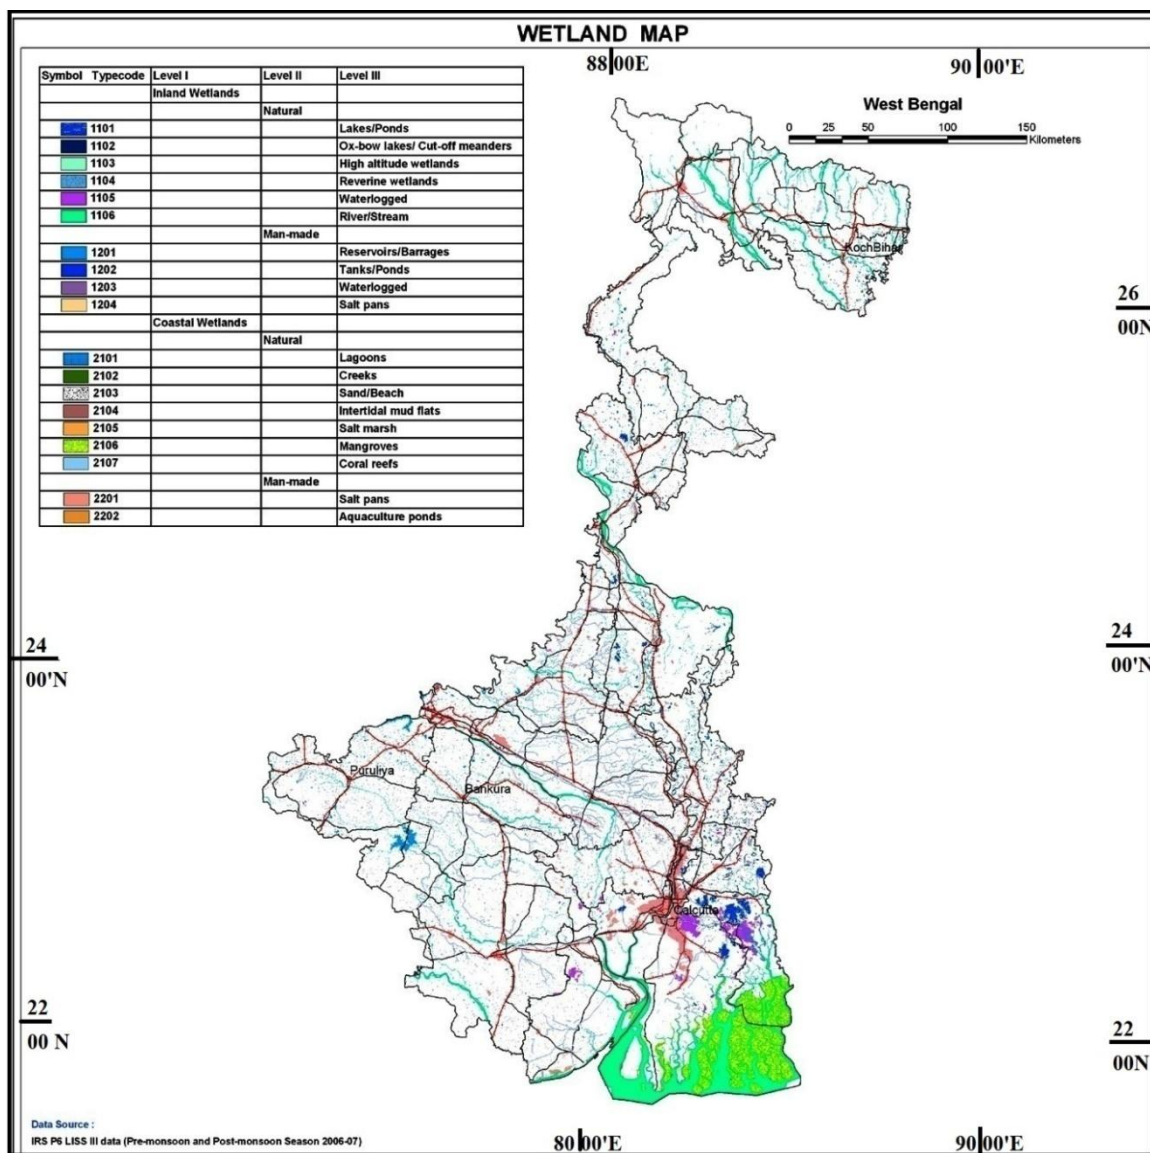 WETLAND MAP
88 00'E
90 00'E
Symbol Typecode Level I Level II Level III
Inland Wetlands
Natural
1101 Lakes/Ponds
1102 Ox-bow lakes/ Cut-off meanders
1103 High altitude wetlands
1104 Reverine wetlands
1105 Waterlogged
1106 River/Stream
Man-made
1201 Reservoirs/Barrages
1202 Tanks/Ponds
1203 Waterlogged
1204 Salt pans
Coastal Wetlands
Natural
2101 Lagoons
2102 Creeks
2103 Sand/Beach
2104 Intertidal mud flats
2105 Salt marsh
2106 Mangroves
2107 Coral reefs
Man-made
2201 Salt pans
2202 Aquaculture ponds
West Bengal
0 25 50 100 150
Kilometers
KochBihar
26
00N'
24
00'N
24
00'N
Puruliya
Bankura
Calcutta
22
00 N
22
00N'
Data Source :
IRS P6 LISS III data (Pre-monsoon and Post-monsoon Season 2006-07)
80 00'E
90 00'E